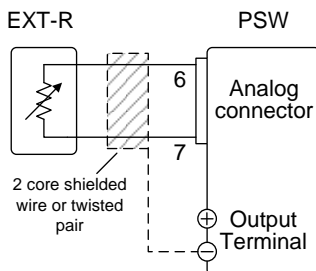 EXT-R
PSW
6
Analog
connector
7
2 core shielded
wire or twisted
pair
+
Output
Terminal
-